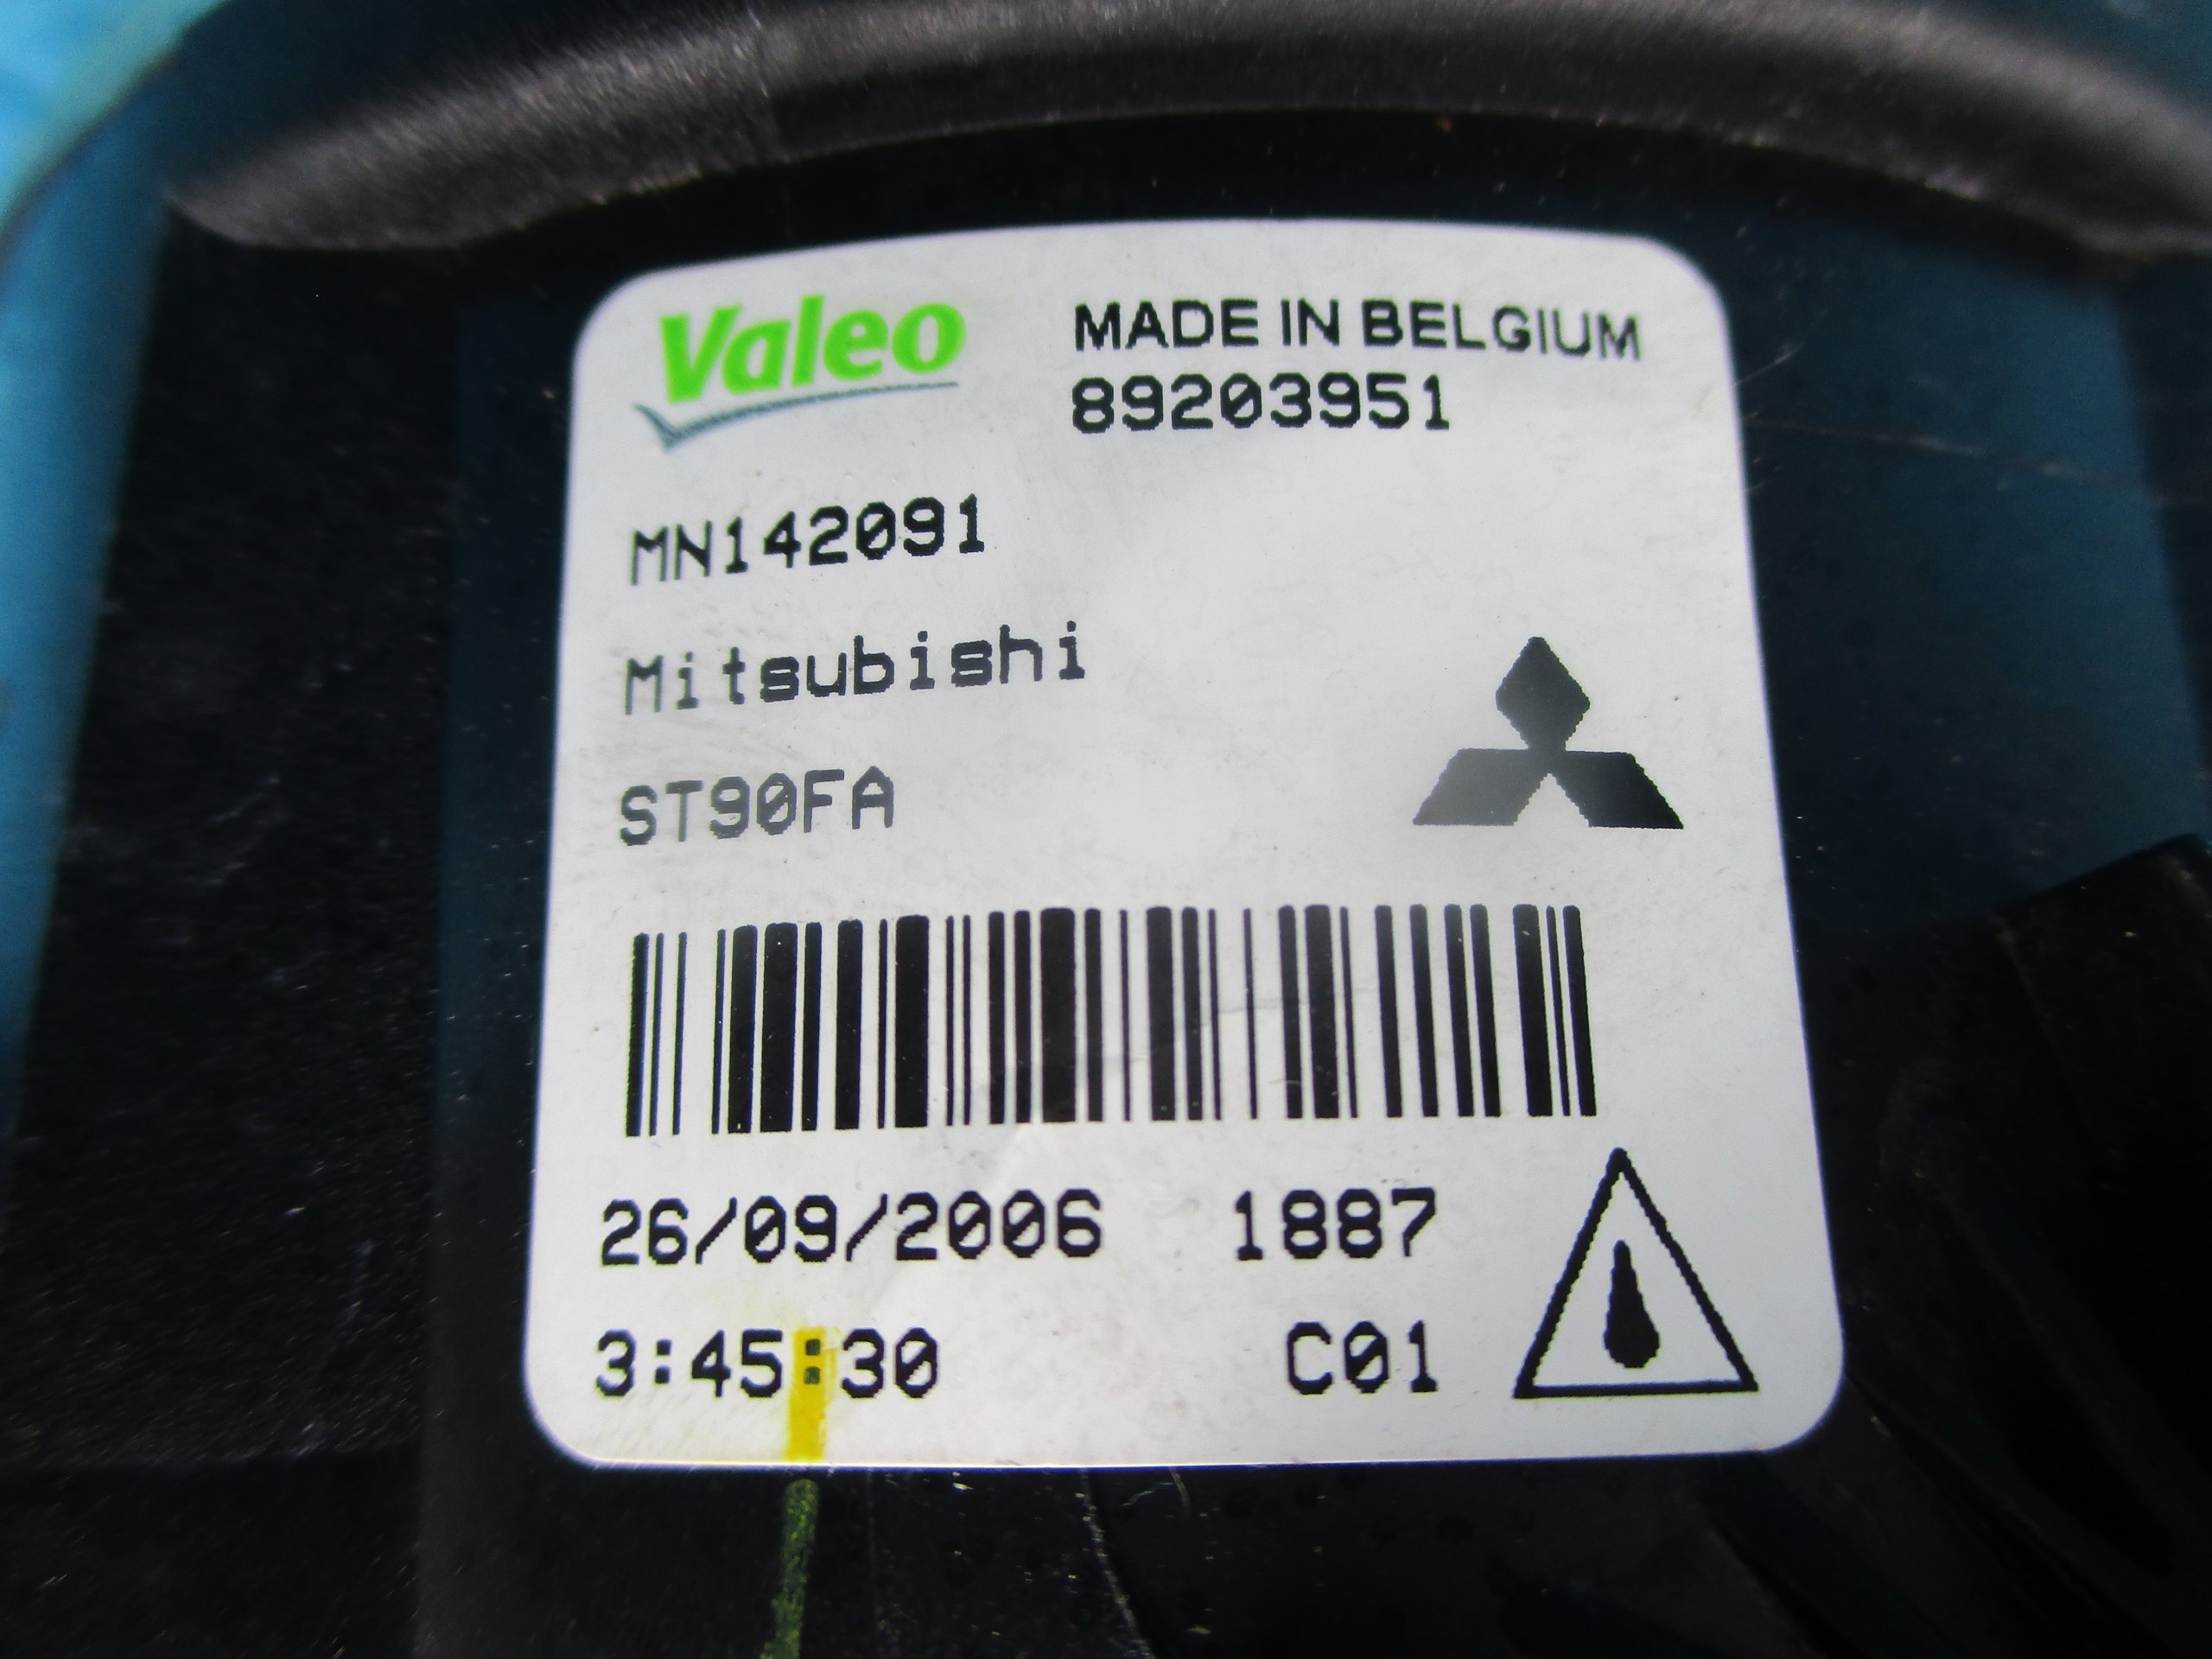 Valeo
MADE IN BELGIUM
89203951
MN142091
Mitsubishi
ST90FA
26/09/2006 1887
3:45:30 C01